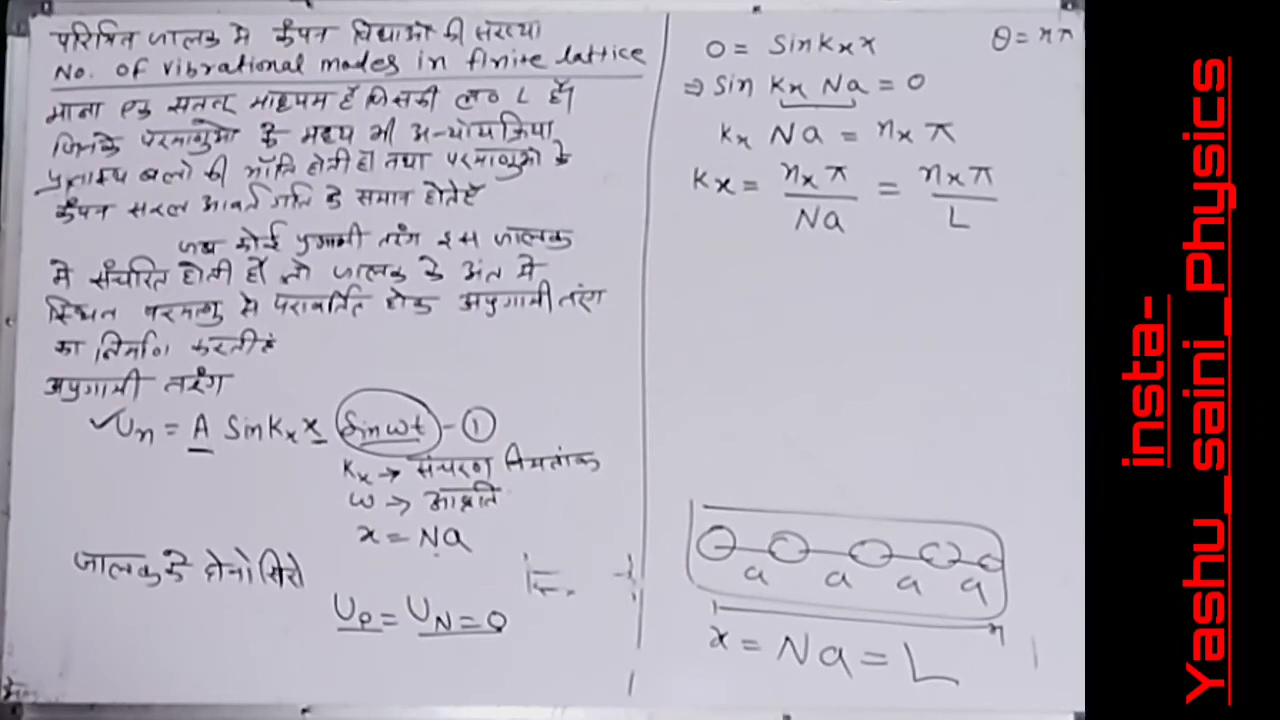 परिमित जालक मे कंपन विधाओ की संख्या
No. of vibrational modes in finite lattice
माना एक सतत् माध्यम है जिसकी ल० L है।
जिनके परमाणुओ के मध्य की अन्योन्यक्रिया
प्रत्यास्थ बलो की भाँति होती है। तथा परमाणुओ के
कंपन सरल आवर्त गति के समान होते है
जब कोई प्रगामी तरंग इस जालक
मे संचरित होती है। तो जालक के अंत मे
स्थित परमाणु से परावर्तित होकर अप्रगामी तरंग
का निर्माण करती है
अप्रगामी तरंग
Un = A Sin Kx x Sin ωt - ①
Kx → संचरण नियतांक
ω → आवृति
x = Na
जालक के दोनो सिरो
U0 = UN = 0
0 = Sin Kx x
θ = nπ
⇒ Sin Kx Na = 0
Kx Na = nx π
Kx = nx π / Na = nx π / L
a a a a
x = Na = L
insta-
Yashu_saini_Physics